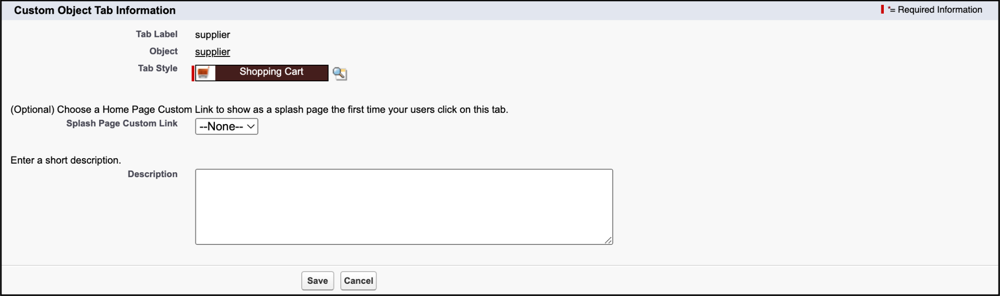 Custom Object Tab Information
*= Required Information
Tab Label supplier
Object supplier
Tab Style Shopping Cart
(Optional) Choose a Home Page Custom Link to show as a splash page the first time your users click on this tab.
Splash Page Custom Link --None--
Enter a short description.
Description
Save Cancel